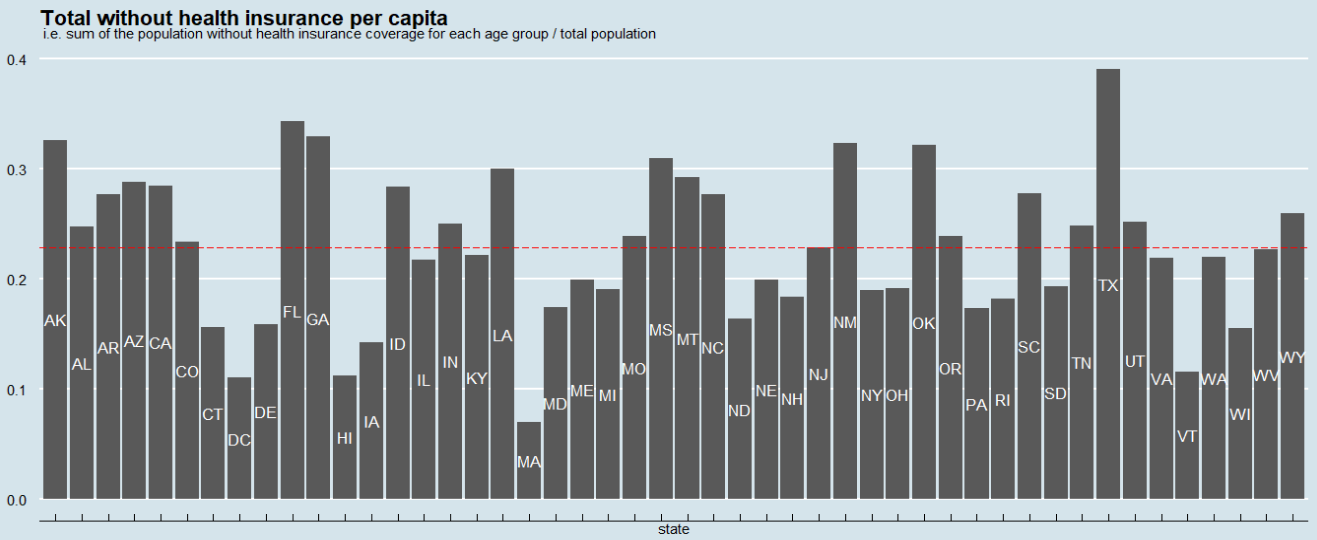 Total without health insurance per capita
i.e. sum of the population without health insurance coverage for each age group / total population
0.4
0.3
0.2
0.1
0.0
AK AL AR AZ CA CO CT DC DE FL GA HI IA ID IL IN KY LA MA MD ME MI MO MS MT NC ND NE NH NJ NM NY OH OK OR PA RI SC SD TN TX UT VA VT WA WI WV WY
state